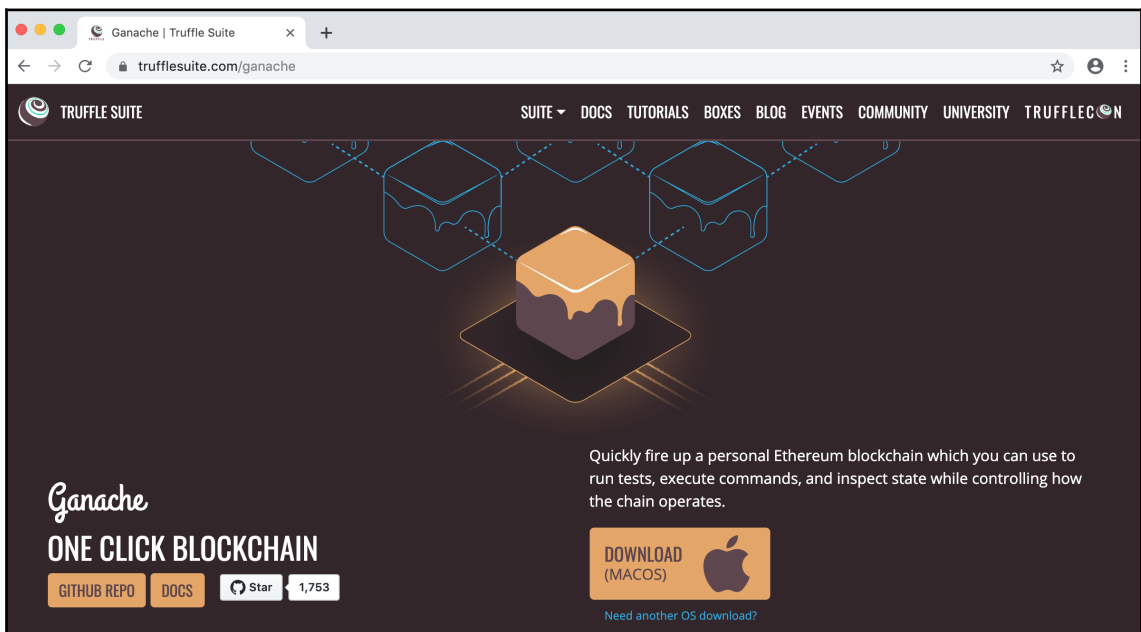 Ganache | Truffle Suite
trufflesuite.com/ganache
TRUFFLE SUITE
SUITE DOCS TUTORIALS BOXES BLOG EVENTS COMMUNITY UNIVERSITY TRUFFLECON
Quickly fire up a personal Ethereum blockchain which you can use to
run tests, execute commands, and inspect state while controlling how
the chain operates.
Ganache
ONE CLICK BLOCKCHAIN
GITHUB REPO DOCS Star 1,753
DOWNLOAD
(MACOS)
Need another OS download?